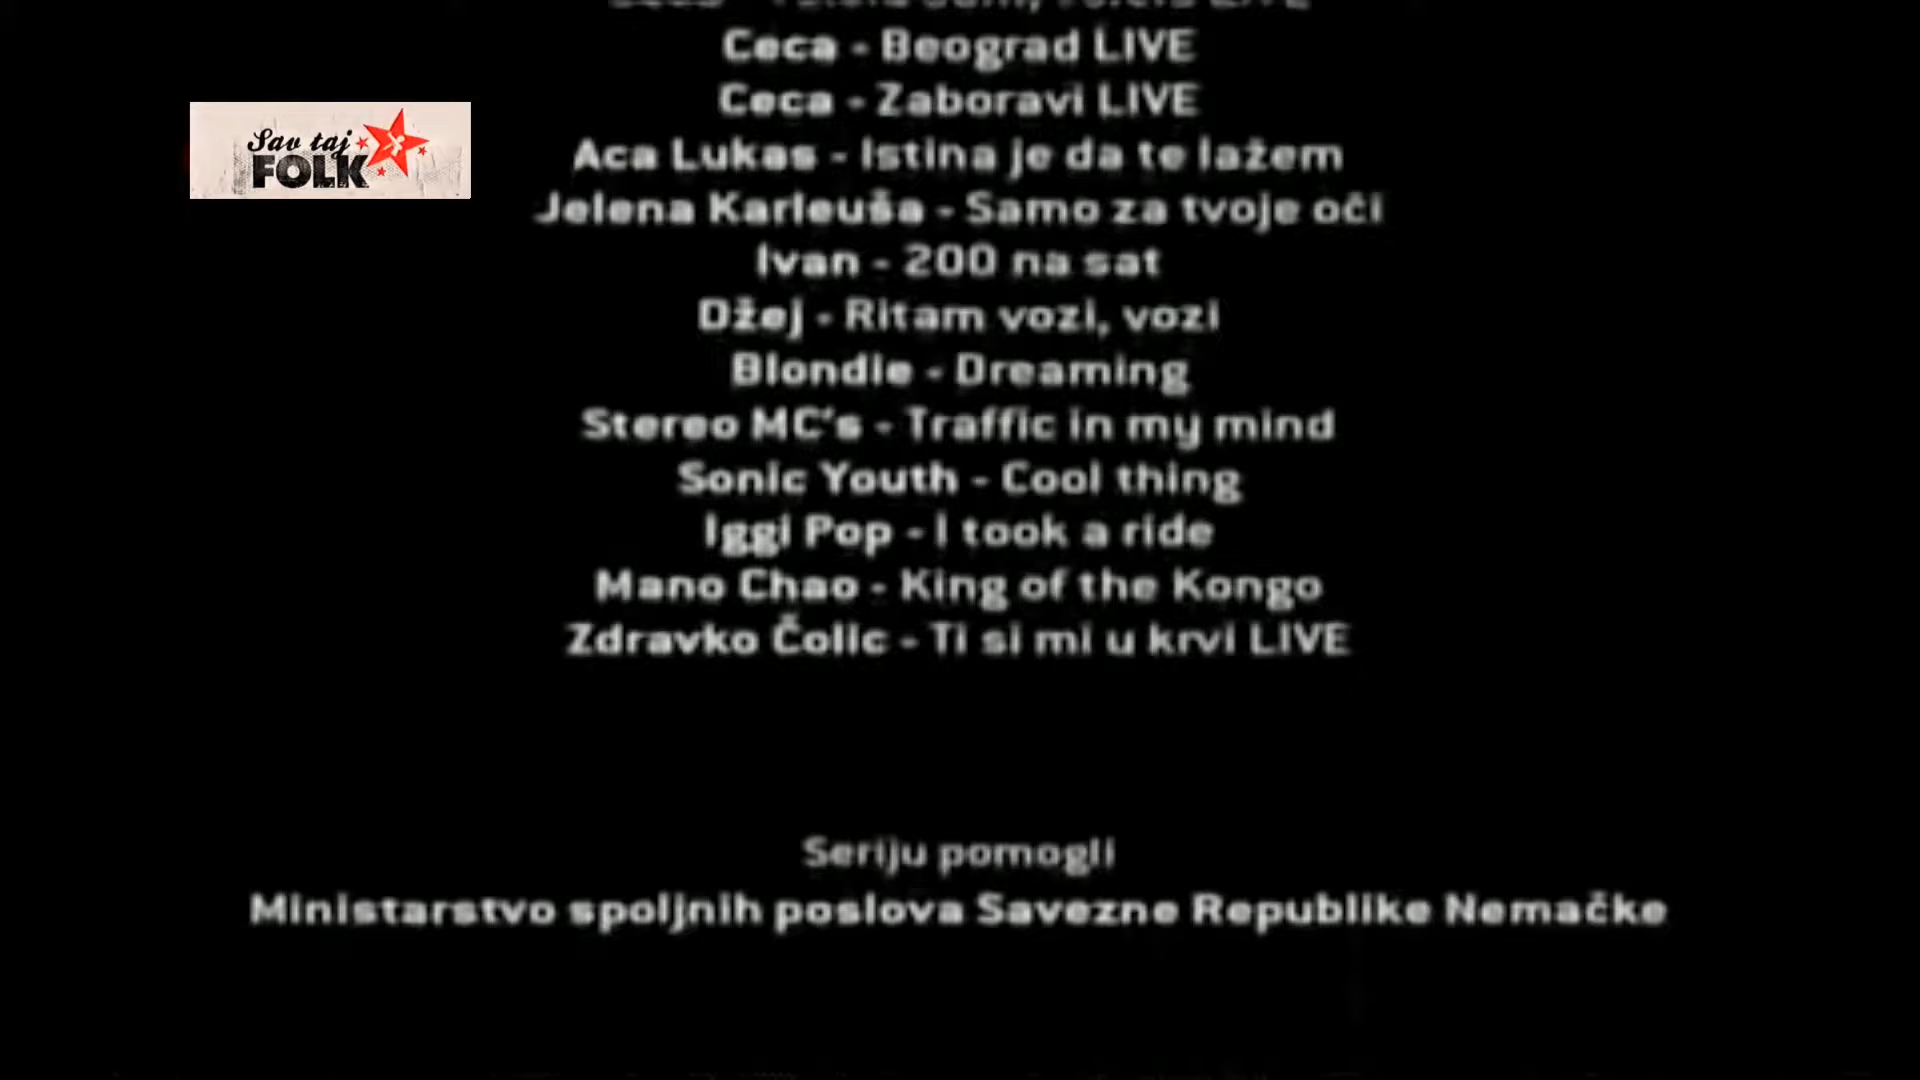 Ceca - Beograd LIVE
Ceca - Zaboravi LIVE
Sav taj
FOLK
Aca Lukas - Istina je da te lažem
Jelena Karleuša - Samo za tvoje oči
Ivan - 200 na sat
Džej - Ritam vozi, vozi
Blondie - Dreaming
Stereo MC's - Traffic in my mind
Sonic Youth - Cool thing
Iggi Pop - I took a ride
Mano Chao - King of the Kongo
Zdravko Čolic - Ti si mi u krvi LIVE
Seriju pomogli
Ministarstvo spoljnih poslova Savezne Republike Nemačke